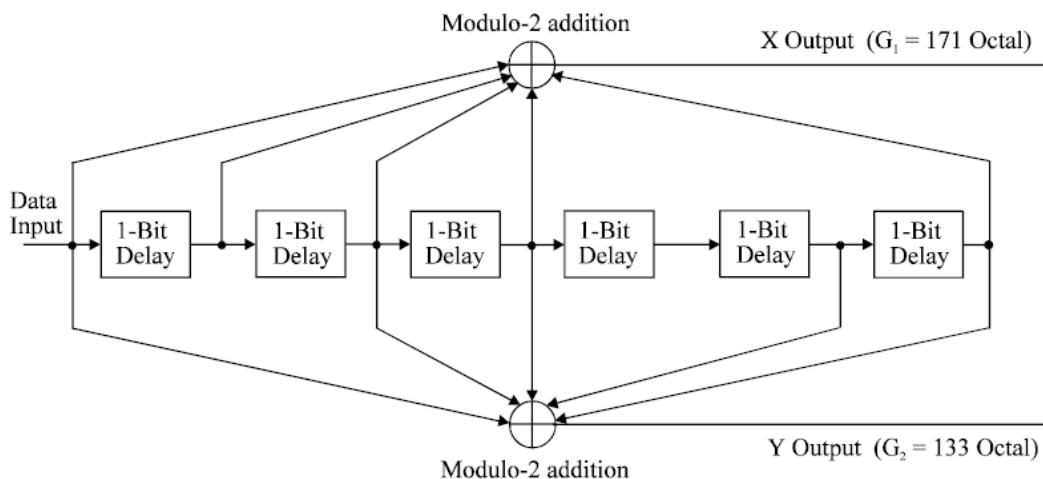 Modulo-2 addition
X Output (G₁ = 171 Octal)
Data
Input
1-Bit
Delay
1-Bit
Delay
1-Bit
Delay
1-Bit
Delay
1-Bit
Delay
1-Bit
Delay
Y Output (G₂ = 133 Octal)
Modulo-2 addition